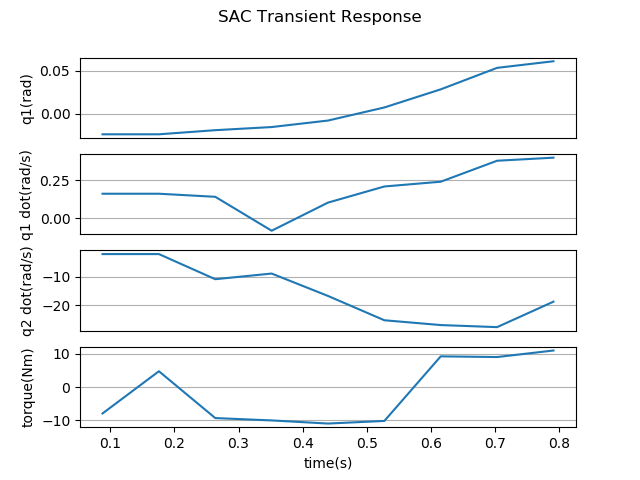 SAC Transient Response
q1(rad)
0.05
0.00
q1 dot(rad/s)
0.25
0.00
q2 dot(rad/s)
−10
−20
torque(Nm)
10
0
−10
0.1 0.2 0.3 0.4 0.5 0.6 0.7 0.8
time(s)